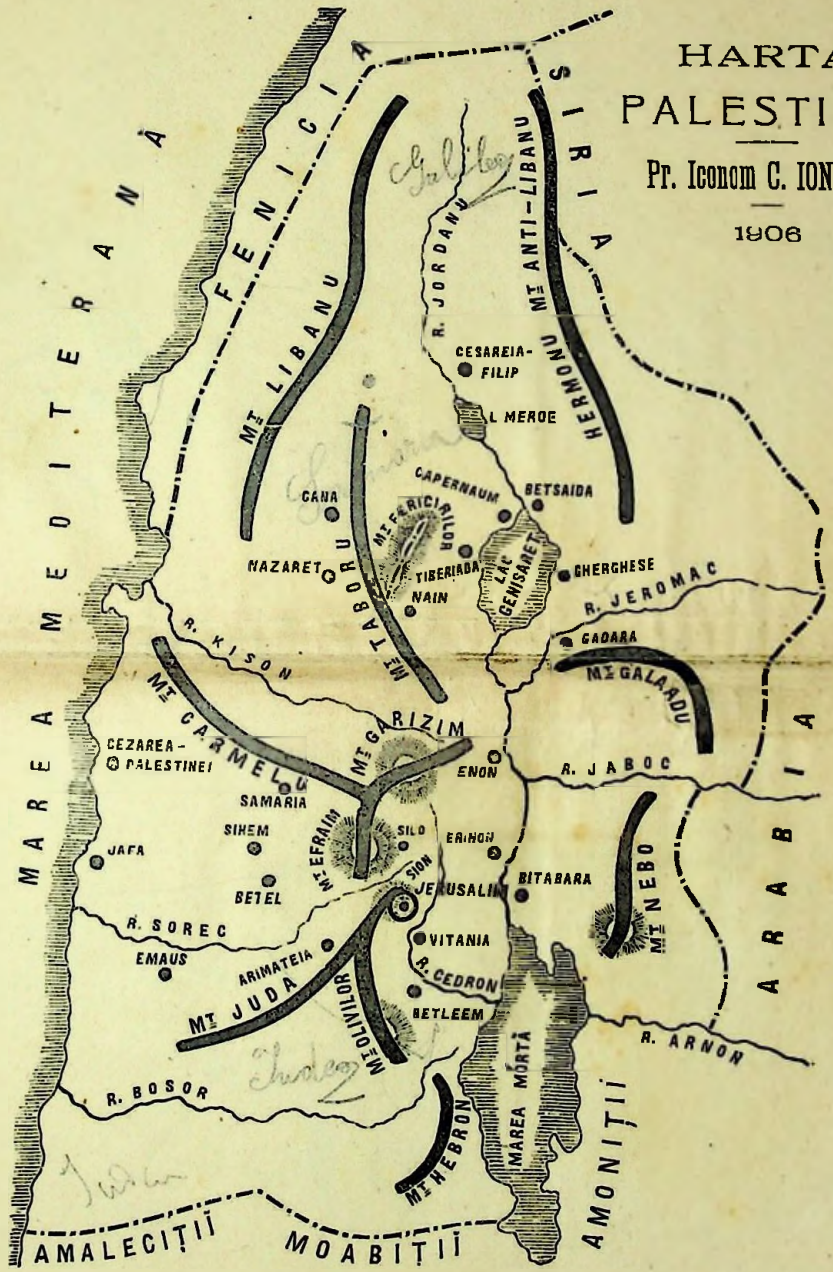 HARTA
PALESTI
Pr. Iconom C. ION
1906
MAREA MEDITERANĂ
FENICIA
SIRIA
Galilea
MT. LIBANU
R. JORDANU
MT. ANTI-LIBANU
HERMONU
CESAREIA-
FILIP
L MEROE
CANA
CAPERNAUM
BETSAIDA
MT. FERICIRILOR
NAZARET
TIBERIADA
LAC
GENISARET
GHERGHESE
NAIN
R. JEROMAC
MT. TABORU
R. KISON
GADARA
MT. GALAADU
MT. CARMELU
MT. GARIZIM
CEZAREA-
PALESTINEI
ENON
R. JABOC
SAMARIA
SIHEM
MT. EFRAIM
SILO
ERIHON
JAFA
SION
BETEL
JERUSALIM
BITABARA
MT. NEBO
ARABIA
R. SOREC
VITANIA
EMAUS
ARIMATEIA
R. CEDRON
MT. JUDA
MT. OLIVILOR
BETLEEM
R. ARNON
Iudea
R. BOSOR
MAREA MÓRTĂ
MT. HEBRON
AMONIȚII
AMALECIȚII
MOABIȚII